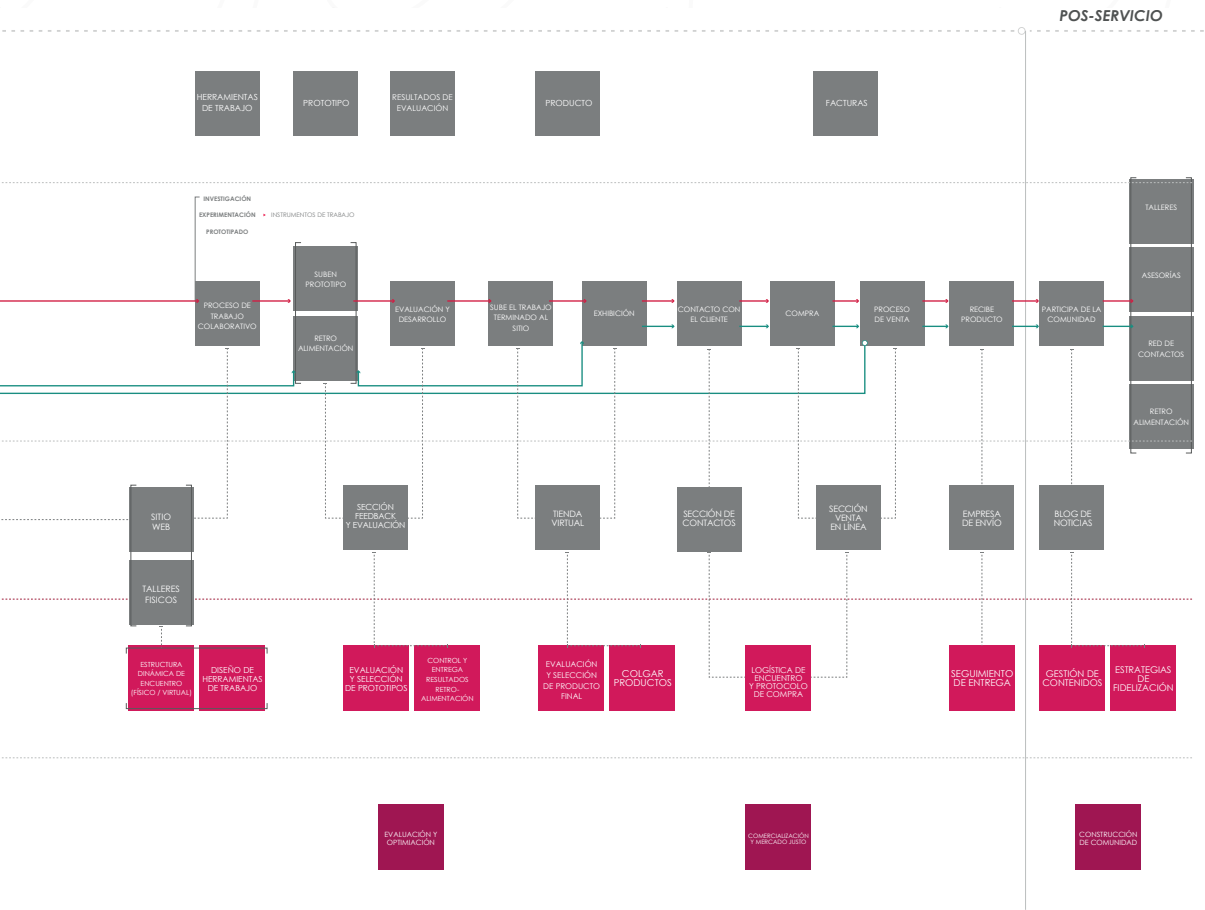 POS-SERVICIO
HERRAMIENTAS
DE TRABAJO
PROTOTIPO
RESULTADOS DE
EVALUACIÓN
PRODUCTO
FACTURAS
INVESTIGACIÓN
EXPERIMENTACIÓN • INSTRUMENTOS DE TRABAJO
PROTOTIPADO
PROCESO DE
TRABAJO
COLABORATIVO
SUBEN
PROTOTIPO
RETRO
ALIMENTACIÓN
EVALUACIÓN Y
DESARROLLO
SUBE EL TRABAJO
TERMINADO AL
SITIO
EXHIBICIÓN
CONTACTO CON
EL CLIENTE
COMPRA
PROCESO
DE VENTA
RECIBE
PRODUCTO
PARTICIPA DE LA
COMUNIDAD
TALLERES
ASESORÍAS
RED DE
CONTACTOS
RETRO
ALIMENTACIÓN
SITIO
WEB
TALLERES
FISICOS
SECCIÓN
FEEDBACK
Y EVALUACIÓN
TIENDA
VIRTUAL
SECCIÓN DE
CONTACTOS
SECCIÓN
VENTA
EN LÍNEA
EMPRESA
DE ENVÍO
BLOG DE
NOTICIAS
ESTRUCTURA
DINÁMICA DE
ENCUENTRO
(FÍSICO / VIRTUAL)
DISEÑO DE
HERRAMIENTAS
DE TRABAJO
EVALUACIÓN
Y SELECCIÓN
DE PROTOTIPOS
CONTROL Y
ENTREGA
RESULTADOS
RETRO-
ALIMENTACIÓN
EVALUACIÓN
Y SELECCIÓN
DE PRODUCTO
FINAL
COLGAR
PRODUCTOS
LOGÍSTICA DE
ENCUENTRO
Y PROTOCOLO
DE COMPRA
SEGUIMIENTO
DE ENTREGA
GESTIÓN DE
CONTENIDOS
ESTRATEGIAS
DE
FIDELIZACIÓN
EVALUACIÓN Y
OPTIMIACIÓN
COMERCIALIZACIÓN
Y MERCADO JUSTO
CONSTRUCCIÓN
DE COMUNIDAD